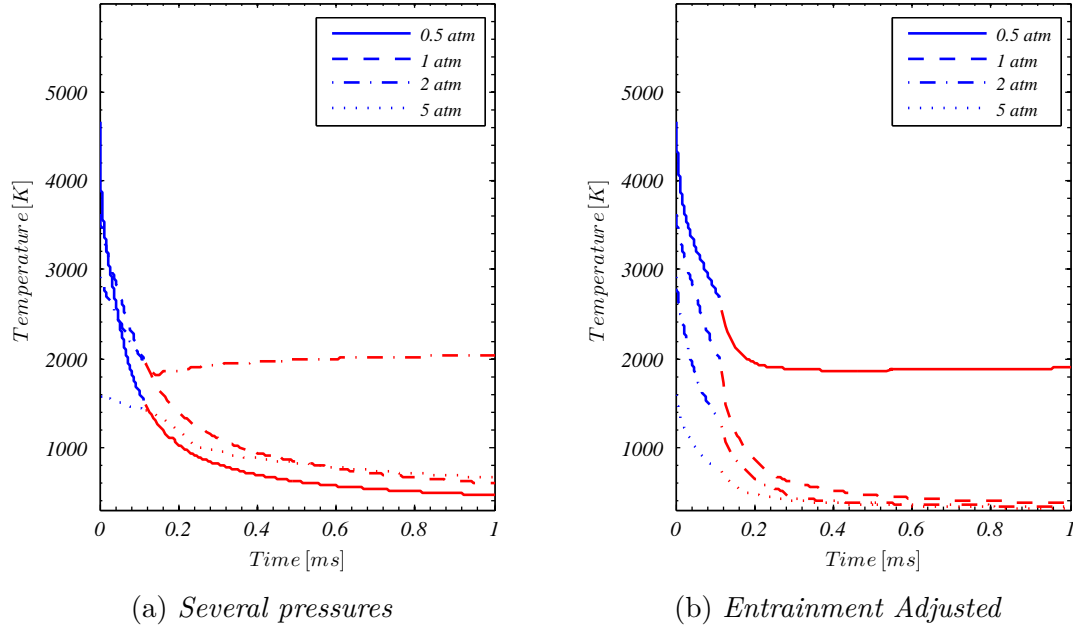 0.5 atm
1 atm
2 atm
5 atm
5000
4000
3000
2000
1000
0
0.2
0.4
0.6
0.8
1
Temperature [K]
Time [ms]
(a) Several pressures
0.5 atm
1 atm
2 atm
5 atm
5000
4000
3000
2000
1000
0
0.2
0.4
0.6
0.8
1
Temperature [K]
Time [ms]
(b) Entrainment Adjusted